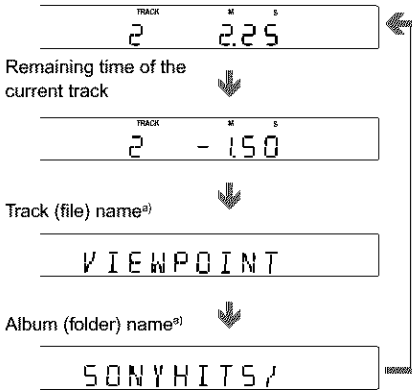 TRACK M S
2 2.25
Remaining time of the
current track
TRACK M S
2 -1.50
Track (file) nameᵃ⁾
VIEWPOINT
Album (folder) nameᵃ⁾
SONYHITS/